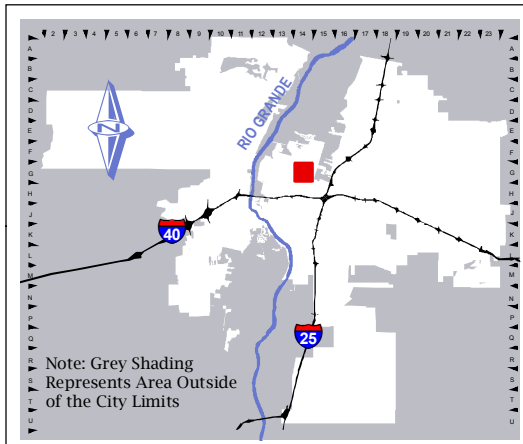 2 3 4 5 6 7 8 9 10 11 12 13 14 15 16 17 18 19 20 21 22 23
A A
B B
C C
D D
E E
F F
G G
H H
J J
K K
L L
M M
N N
P P
Q Q
R R
S S
T T
U U
N
RIO GRANDE
40
25
Note: Grey Shading
Represents Area Outside
of the City Limits